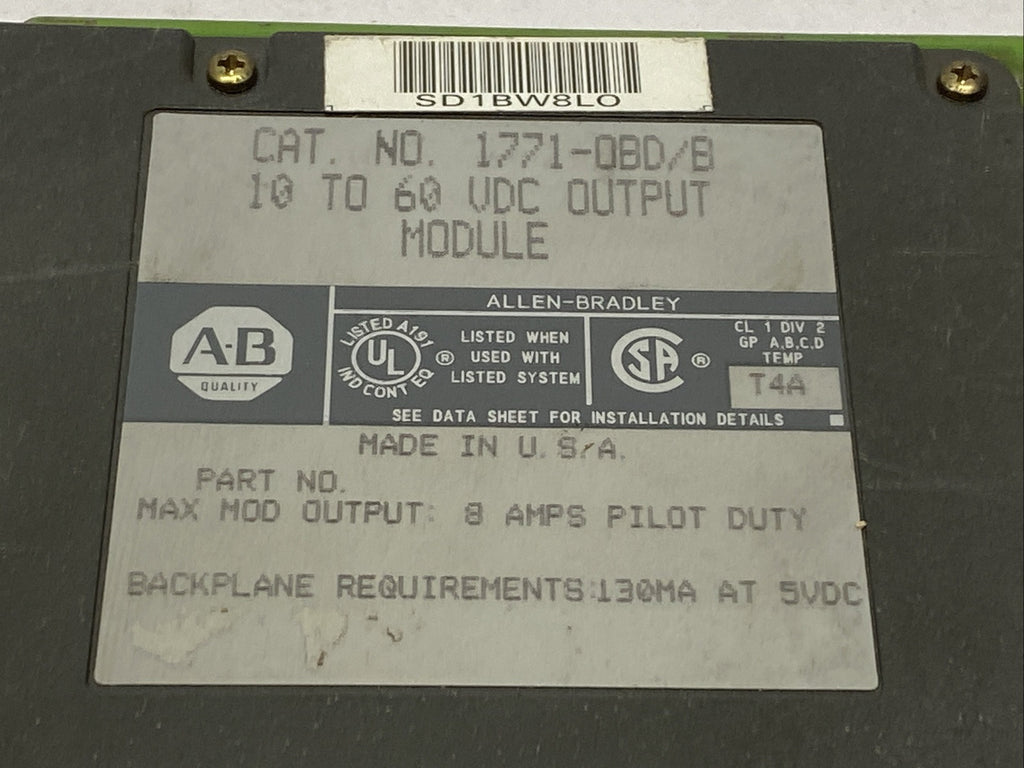 SD1BW8LO
CAT. NO. 1771-OBD/B
10 TO 60 VDC OUTPUT
MODULE
ALLEN-BRADLEY
A-B
QUALITY
LISTED A191
UL
IND CONT EQ
®
LISTED WHEN
USED WITH
LISTED SYSTEM
SA
®
CL 1 DIV 2
GP A,B,C,D
TEMP
T4A
SEE DATA SHEET FOR INSTALLATION DETAILS
MADE IN U.S.A.
PART NO.
MAX MOD OUTPUT: 8 AMPS PILOT DUTY
BACKPLANE REQUIREMENTS:130MA AT 5VDC